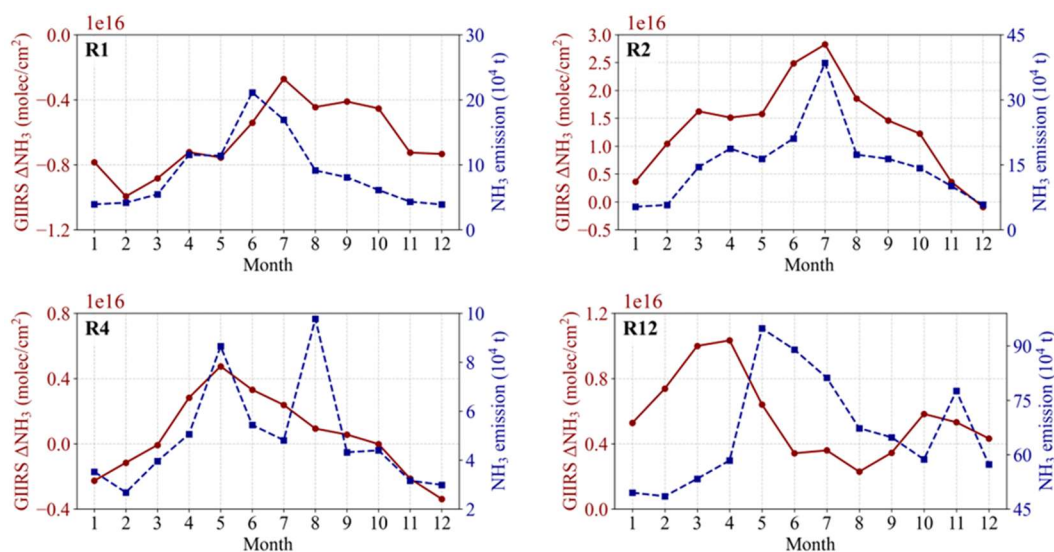 1e16
R1
GIIRS ΔNH₃ (molec/cm²)
0.0
−0.4
−0.8
−1.2
30
20
10
0
NH₃ emission (10⁴ t)
1 2 3 4 5 6 7 8 9 10 11 12
Month
1e16
R2
GIIRS ΔNH₃ (molec/cm²)
3.0
2.5
2.0
1.5
1.0
0.5
0.0
−0.5
45
30
15
0
NH₃ emission (10⁴ t)
1 2 3 4 5 6 7 8 9 10 11 12
Month
1e16
R4
GIIRS ΔNH₃ (molec/cm²)
0.8
0.4
0.0
−0.4
10
8
6
4
2
NH₃ emission (10⁴ t)
1 2 3 4 5 6 7 8 9 10 11 12
Month
1e16
R12
GIIRS ΔNH₃ (molec/cm²)
1.2
0.8
0.4
0.0
90
75
60
45
NH₃ emission (10⁴ t)
1 2 3 4 5 6 7 8 9 10 11 12
Month